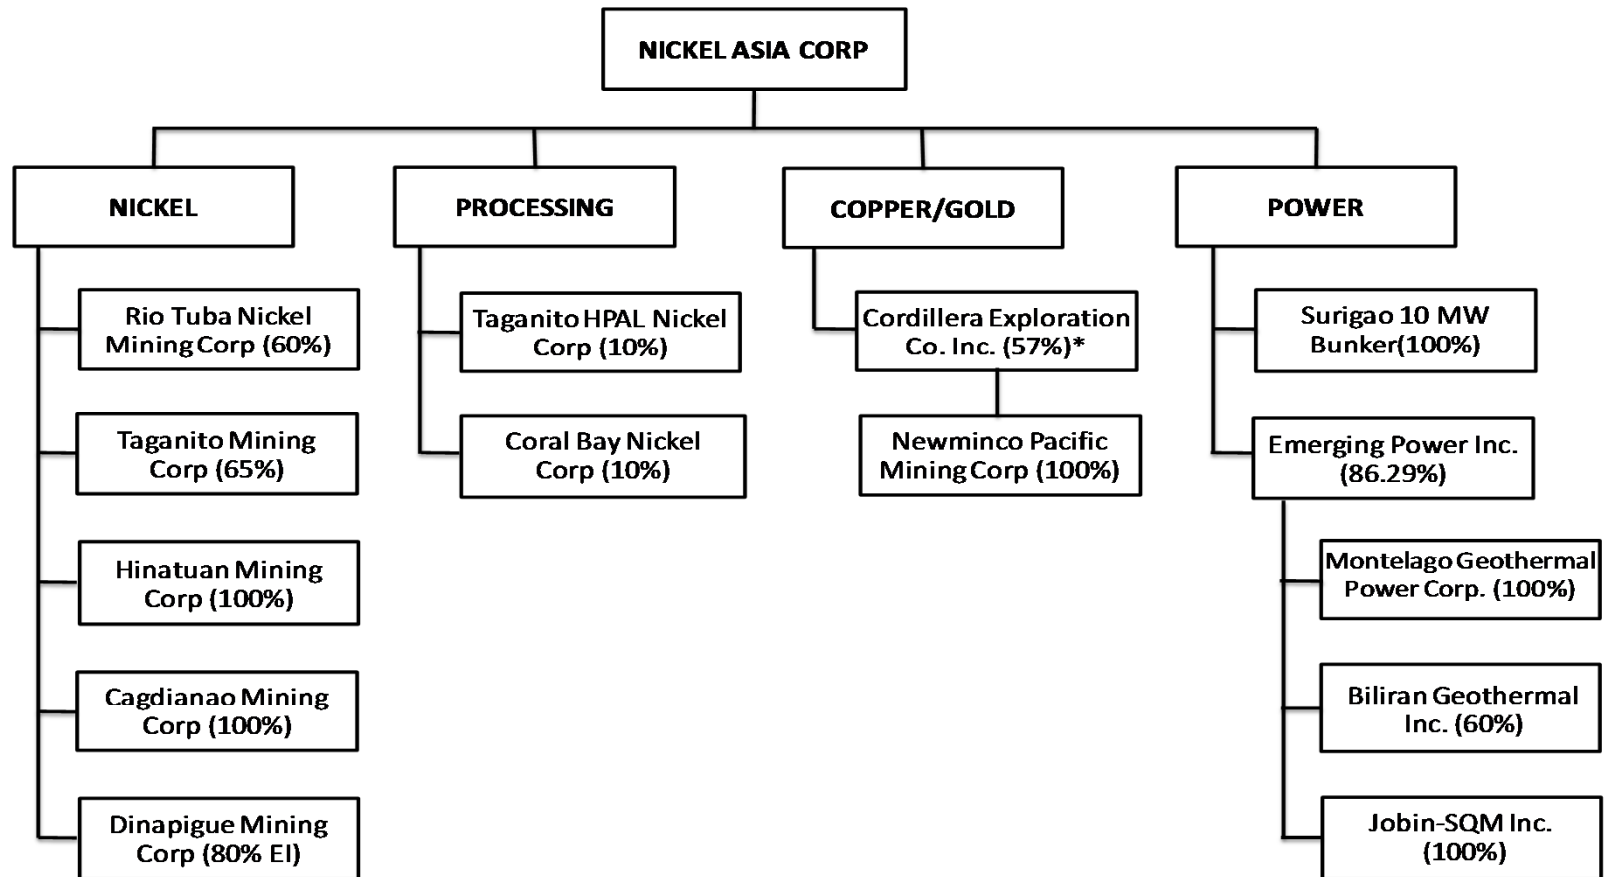 NICKEL ASIA CORP
NICKEL
PROCESSING
COPPER/GOLD
POWER
Rio Tuba Nickel
Mining Corp (60%)
Taganito Mining
Corp (65%)
Hinatuan Mining
Corp (100%)
Cagdianao Mining
Corp (100%)
Dinapigue Mining
Corp (80% EI)
Taganito HPAL Nickel
Corp (10%)
Coral Bay Nickel
Corp (10%)
Cordillera Exploration
Co. Inc. (57%)*
Newminco Pacific
Mining Corp (100%)
Surigao 10 MW
Bunker(100%)
Emerging Power Inc.
(86.29%)
Montelago Geothermal
Power Corp. (100%)
Biliran Geothermal
Inc. (60%)
Jobin-SQM Inc.
(100%)